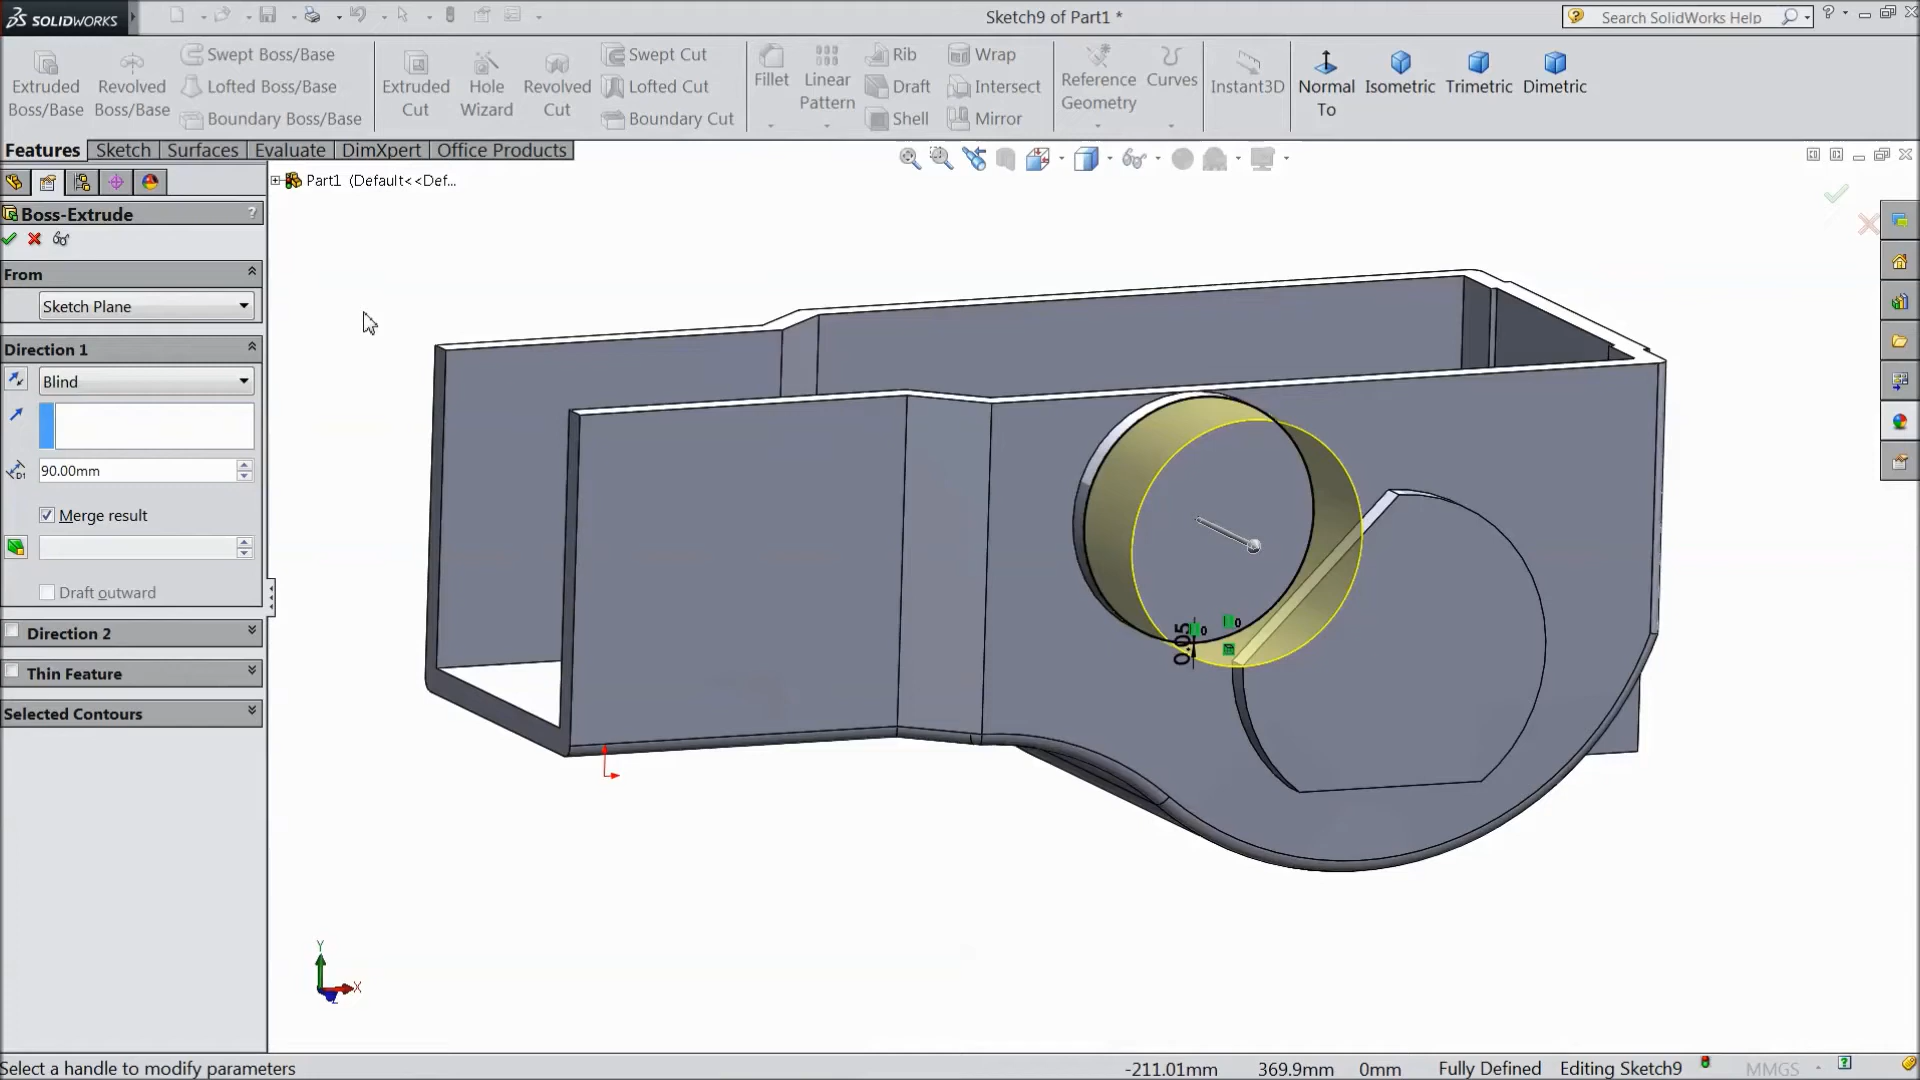 SOLIDWORKS
Sketch9 of Part1 *
Search SolidWorks Help
Extruded Boss/Base
Revolved Boss/Base
Swept Boss/Base
Lofted Boss/Base
Boundary Boss/Base
Extruded Cut
Hole Wizard
Revolved Cut
Swept Cut
Lofted Cut
Boundary Cut
Fillet
Linear Pattern
Rib
Draft
Shell
Wrap
Intersect
Mirror
Reference Geometry
Curves
Instant3D
Normal To
Isometric
Trimetric
Dimetric
Features
Sketch
Surfaces
Evaluate
DimXpert
Office Products
Part1 (Default<<Def...
Boss-Extrude
?
From
Sketch Plane
Direction 1
Blind
D1
90.00mm
Merge result
Draft outward
Direction 2
Thin Feature
Selected Contours
0.05
0
0
Y
X
Z
Select a handle to modify parameters
-211.01mm
369.9mm
0mm
Fully Defined
Editing Sketch9
MMGS
?